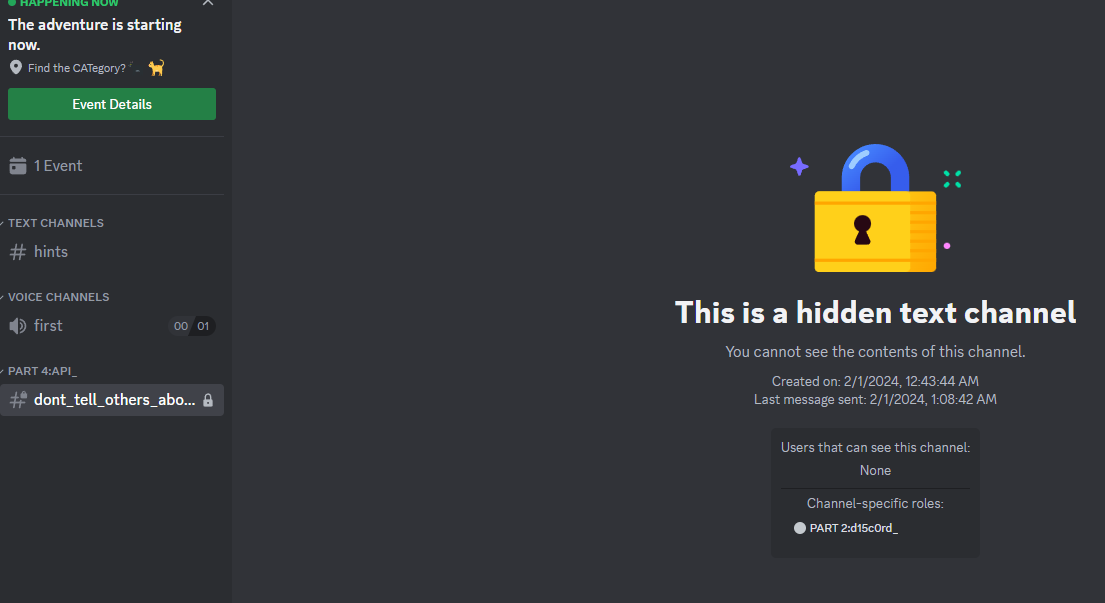 HAPPENING NOW
The adventure is starting
now.
Find the CATegory?
Event Details
1 Event
TEXT CHANNELS
hints
VOICE CHANNELS
first
00 01
PART 4:API_
dont_tell_others_abo...
This is a hidden text channel
You cannot see the contents of this channel.
Created on: 2/1/2024, 12:43:44 AM
Last message sent: 2/1/2024, 1:08:42 AM
Users that can see this channel:
None
Channel-specific roles:
PART 2:d15c0rd_